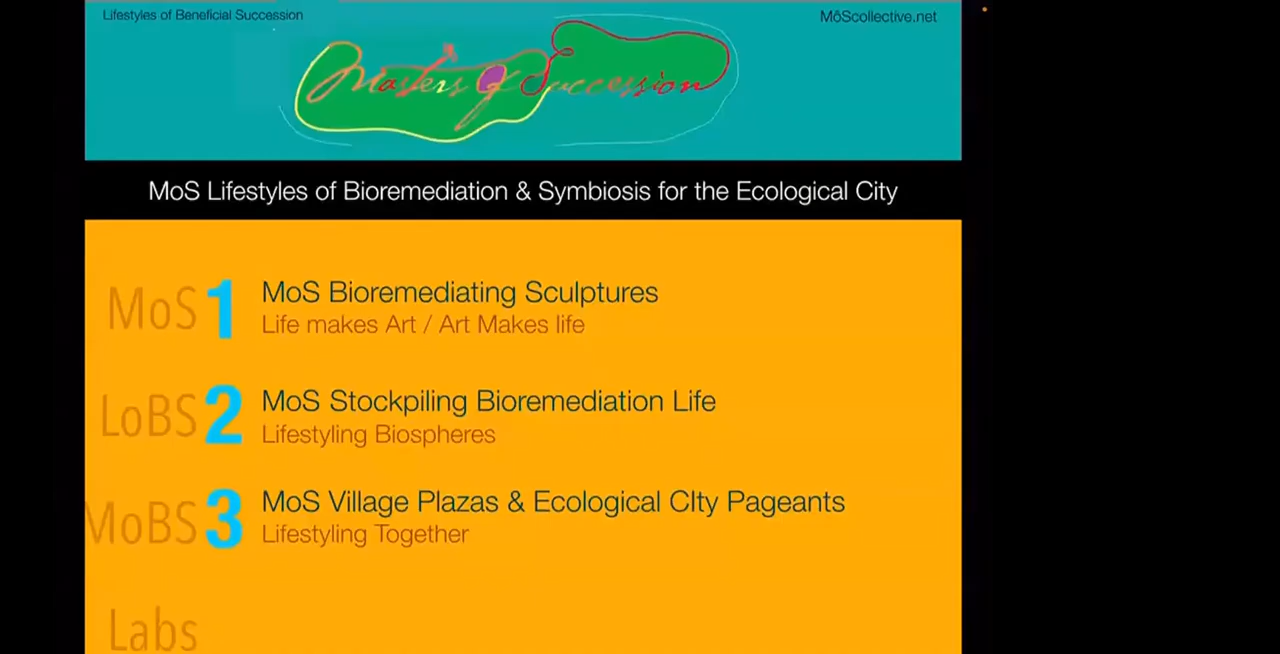 Lifestyles of Beneficial Succession
MōScollective.net
Masters of Succession
MoS Lifestyles of Bioremediation & Symbiosis for the Ecological City
MoS 1 MoS Bioremediating Sculptures
Life makes Art / Art Makes life
LoBS 2 MoS Stockpiling Bioremediation Life
Lifestyling Biospheres
MoBS 3 MoS Village Plazas & Ecological CIty Pageants
Lifestyling Together
Labs